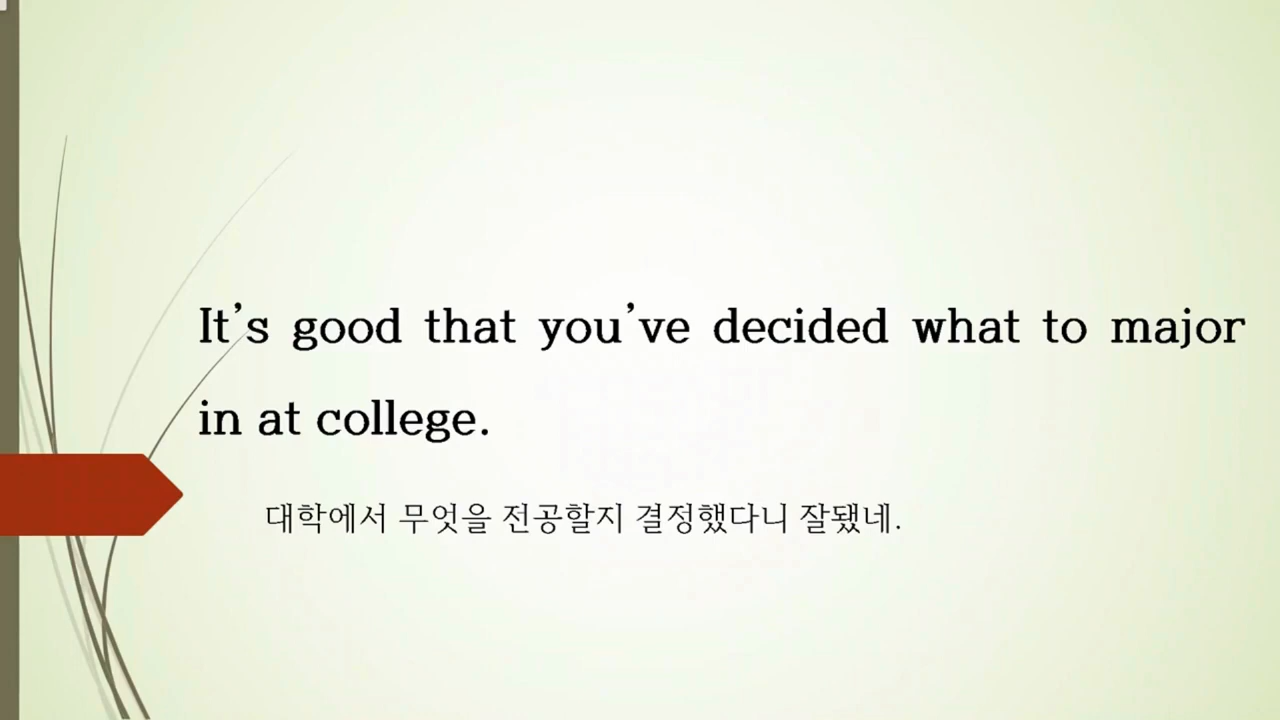 It’s good that you’ve decided what to major
in at college.
대학에서 무엇을 전공할지 결정했다니 잘됐네.